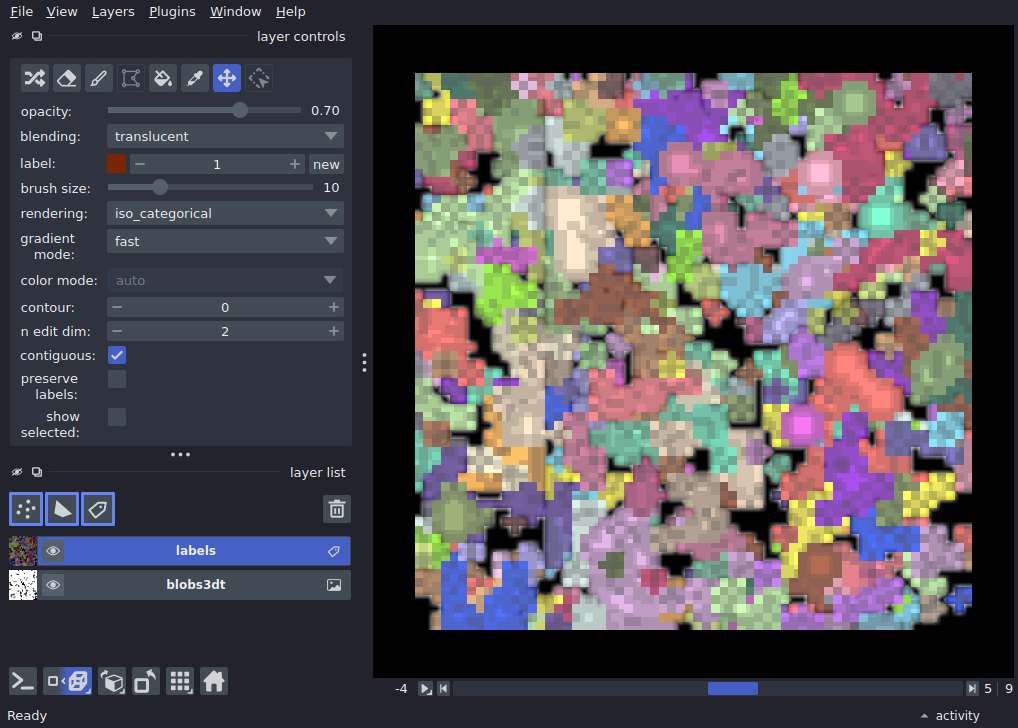 File View Layers Plugins Window Help
layer controls
opacity: 0.70
blending: translucent
label: 1 new
brush size: 10
rendering: iso_categorical
gradient
mode: fast
color mode: auto
contour: 0
n edit dim: 2
contiguous:
preserve
labels:
show
selected:
layer list
labels
blobs3dt
-4 5 9
Ready activity